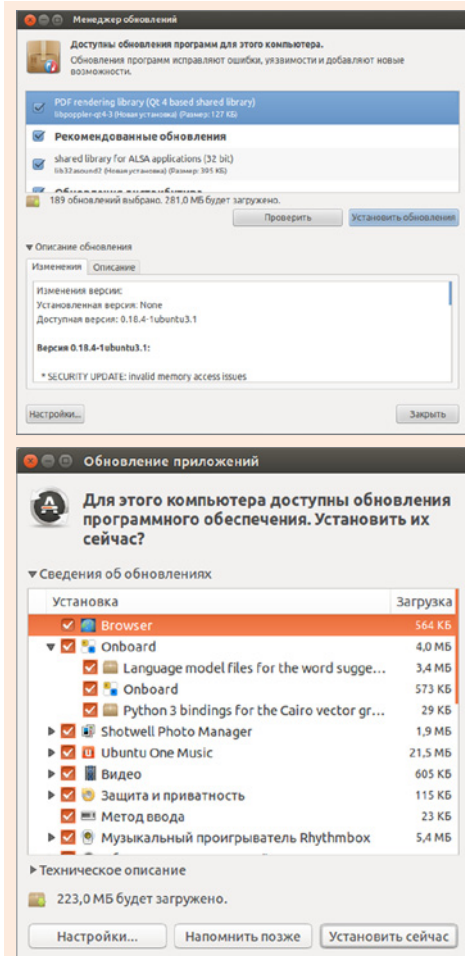 Менеджер обновлений
Доступны обновления программ для этого компьютера.
Обновления программ исправляют ошибки, уязвимости и добавляют новые
возможности.
PDF rendering library (Qt 4 based shared library)
libpoppler-qt4-3 (Новая установка) (Размер: 127 КБ)
Рекомендованные обновления
shared library for ALSA applications (32 bit)
lib32asound2 (Новая установка) (Размер: 395 КБ)
189 обновлений выбрано. 281,0 МБ будет загружено.
Проверить Установить обновления
Описание обновления
Изменения Описание
Изменения версии:
Установленная версия: None
Доступная версия: 0.18.4-1ubuntu3.1
Версия 0.18.4-1ubuntu3.1:
* SECURITY UPDATE: invalid memory access issues
Настройки... Закрыть
Обновление приложений
Для этого компьютера доступны обновления
программного обеспечения. Установить их
сейчас?
Сведения об обновлениях
Установка Загрузка
Browser 564 КБ
Onboard 4,0 МБ
Language model files for the word sugge... 3,4 МБ
Onboard 573 КБ
Python 3 bindings for the Cairo vector gr... 29 КБ
Shotwell Photo Manager 1,9 МБ
Ubuntu One Music 21,5 МБ
Видео 605 КБ
Защита и приватность 115 КБ
Метод ввода 23 КБ
Музыкальный проигрыватель Rhythmbox 5,4 МБ
Техническое описание
223,0 МБ будет загружено.
Настройки... Напомнить позже Установить сейчас